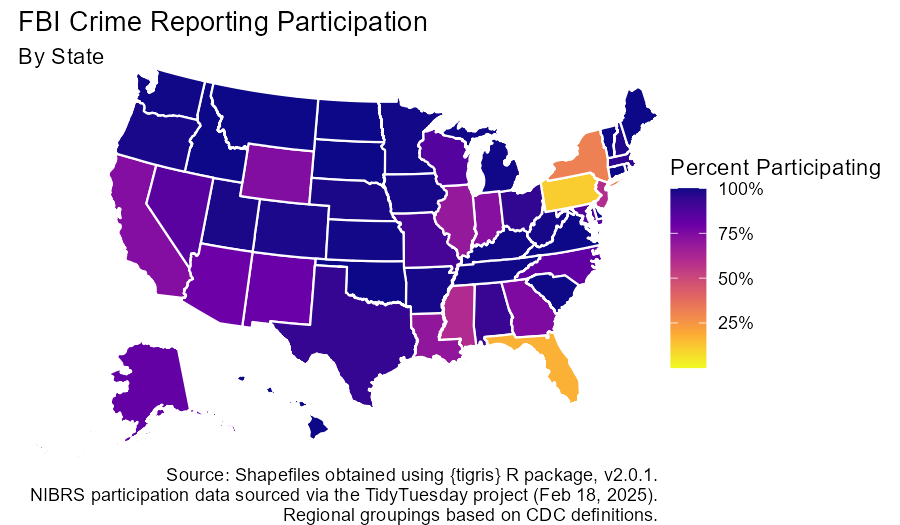 FBI Crime Reporting Participation
By State
Percent Participating
100%
75%
50%
25%
Source: Shapefiles obtained using {tigris} R package, v2.0.1.
NIBRS participation data sourced via the TidyTuesday project (Feb 18, 2025).
Regional groupings based on CDC definitions.